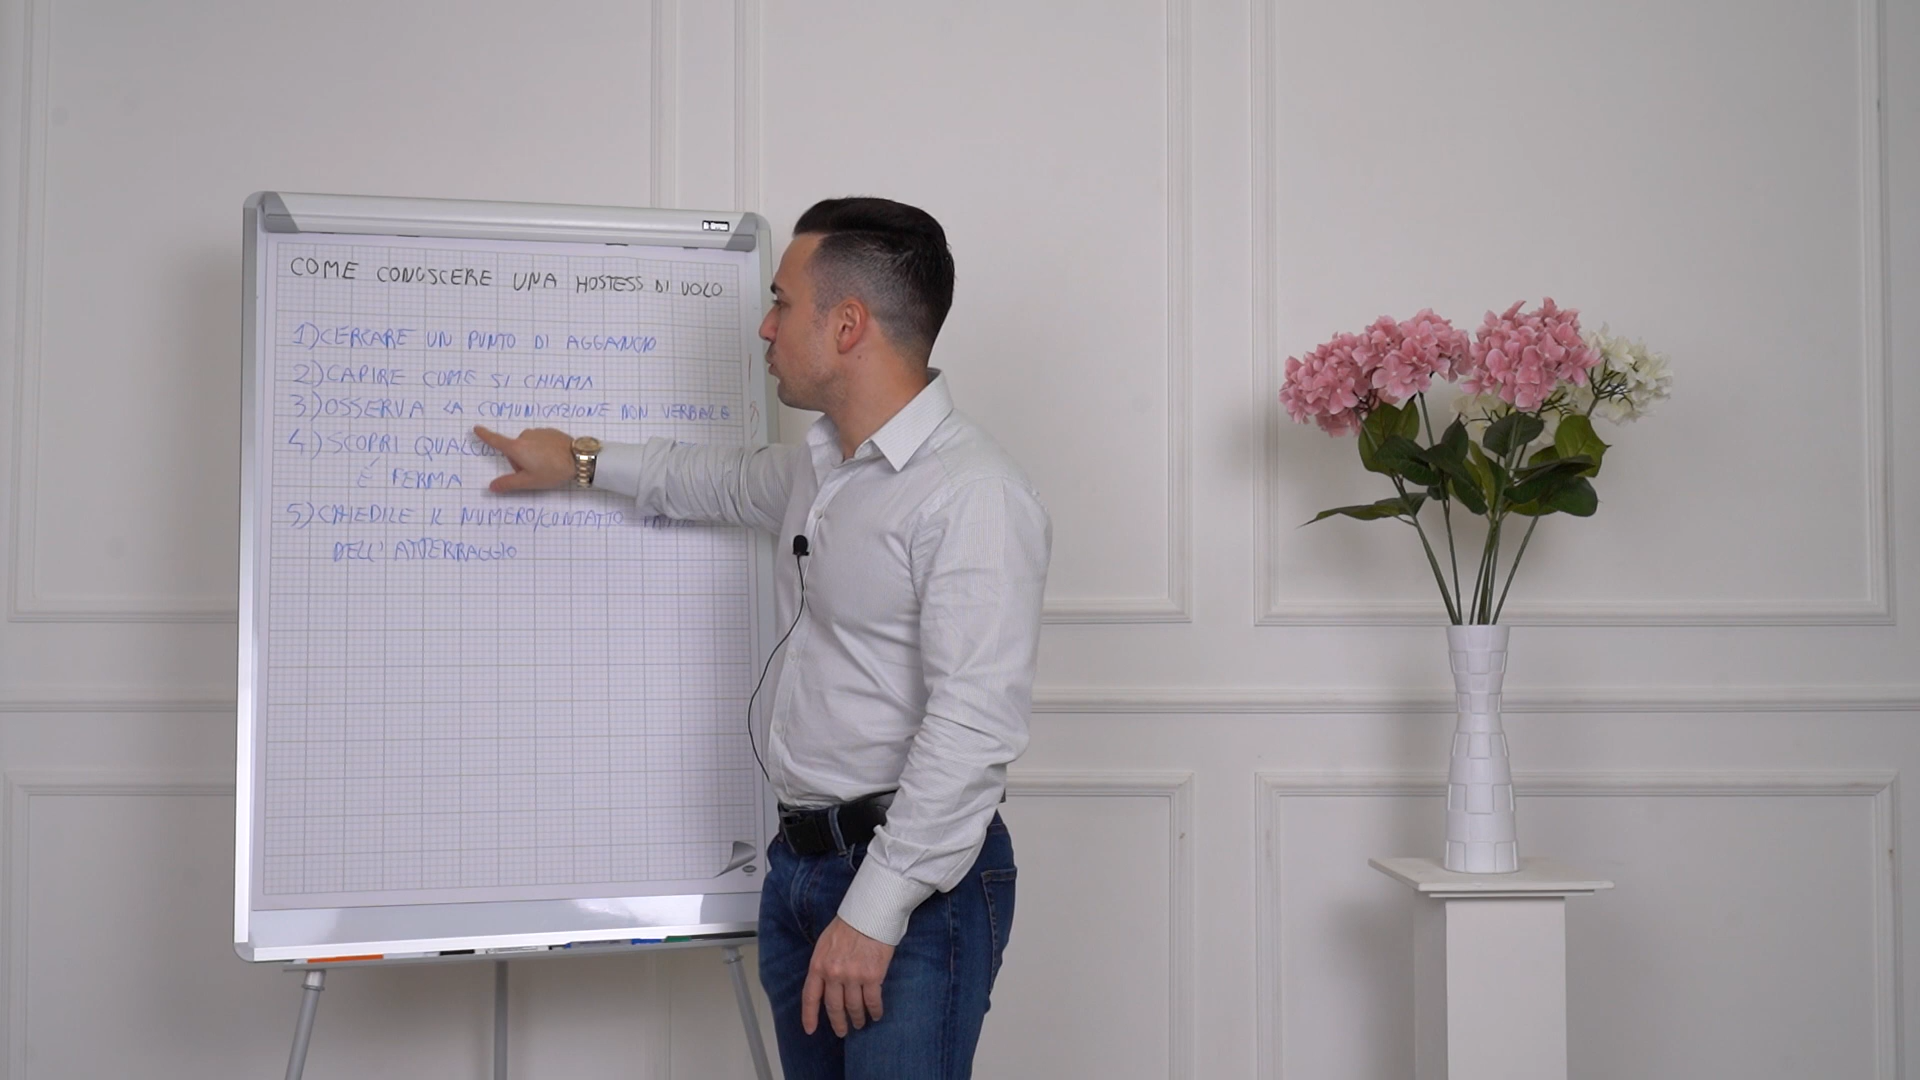 COME CONOSCERE UNA HOSTESS DI VOLO
1) CERCARE UN PUNTO DI AGGANCIO
2) CAPIRE COME SI CHIAMA
3) OSSERVA LA COMUNICAZIONE NON VERBALE
4) SCOPRI
É FERMA
5) CHIEDILE IL NUMERO/CONTATTO
DELL' ATTERRAGGIO